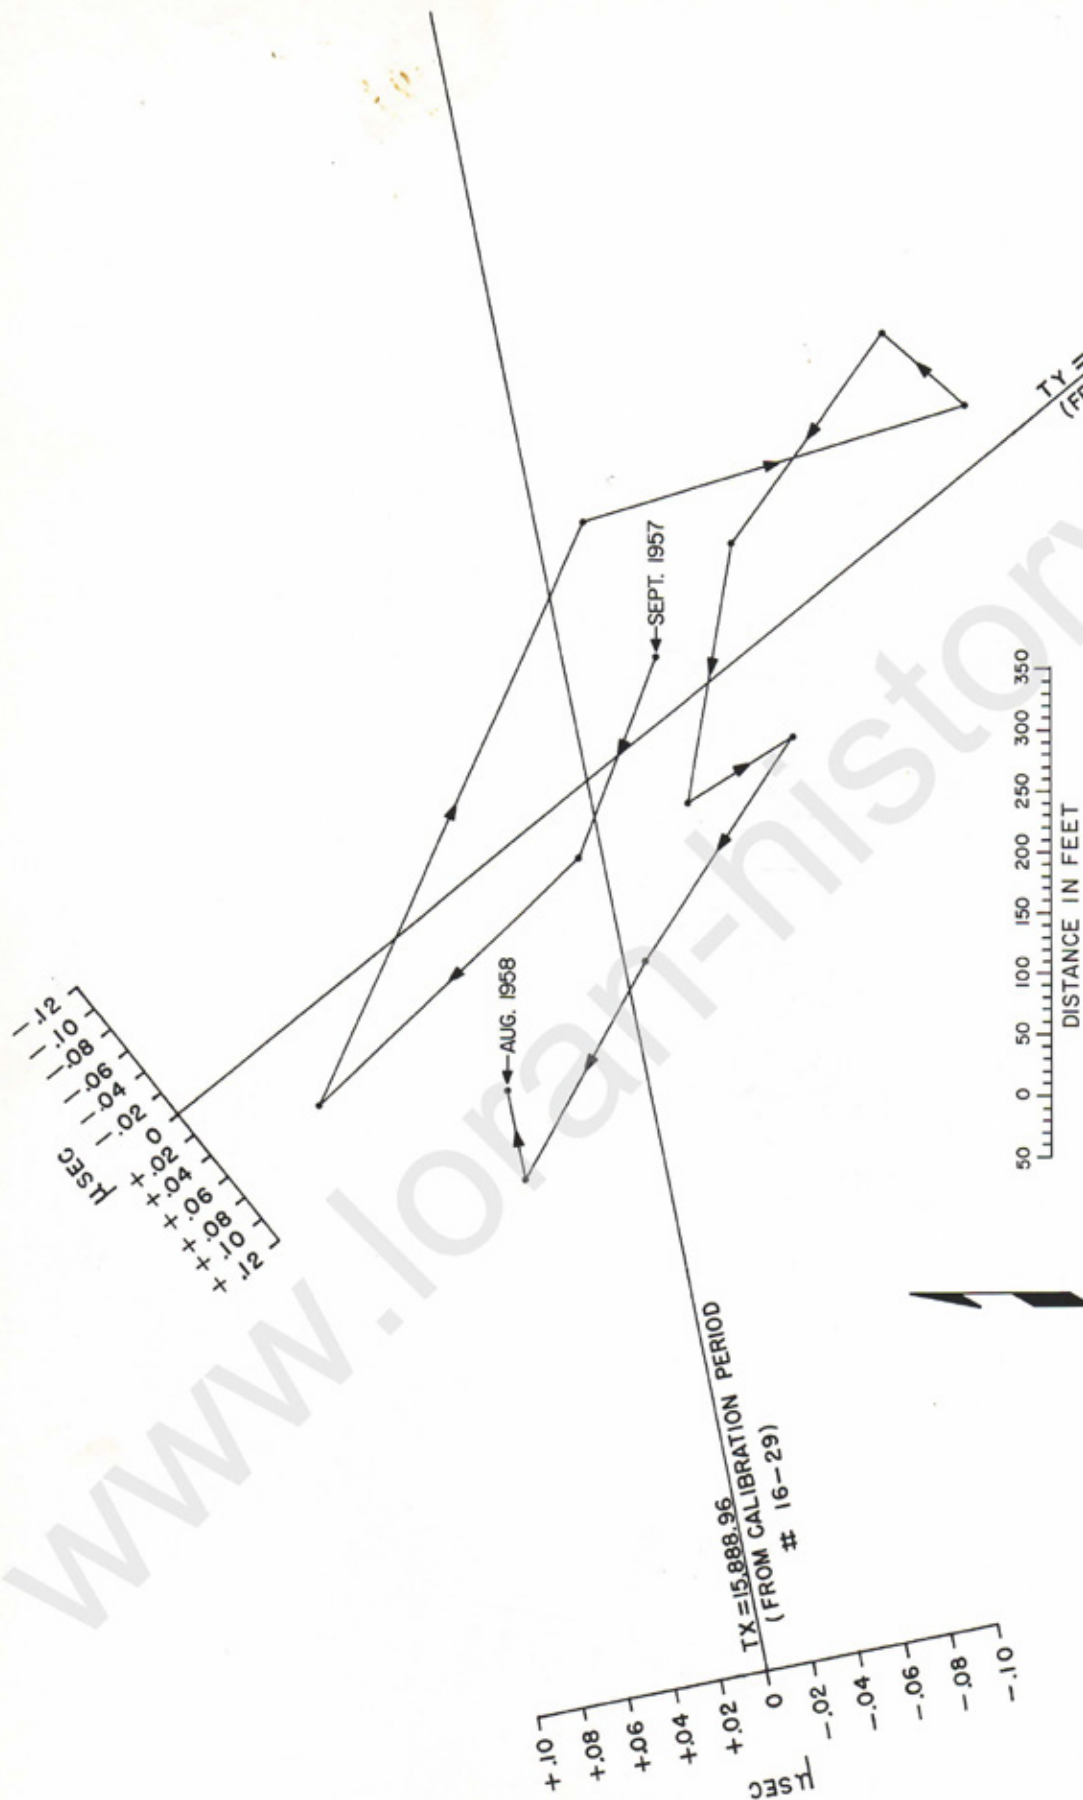 − .12
− .10
− .08
− .06
− .04
− .02
0
+ .02
+ .04
+ .06
+ .08
+ .10
+ .12
µSEC
SEPT. 1957
AUG. 1958
TY =
(FR
50 0 50 100 150 200 250 300 350
DISTANCE IN FEET
TX=15,888.96
(FROM CALIBRATION PERIOD
# 16-29)
+.10
+.08
+.06
+.04
+.02
0
-.02
-.04
-.06
-.08
-.10
µSEC
www.loran-history